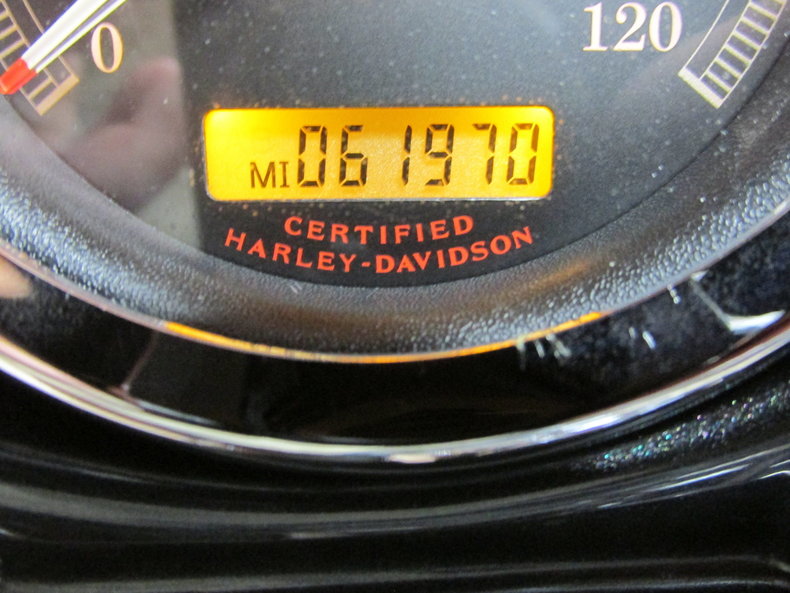 0 120
MI 061970
CERTIFIED
HARLEY-DAVIDSON